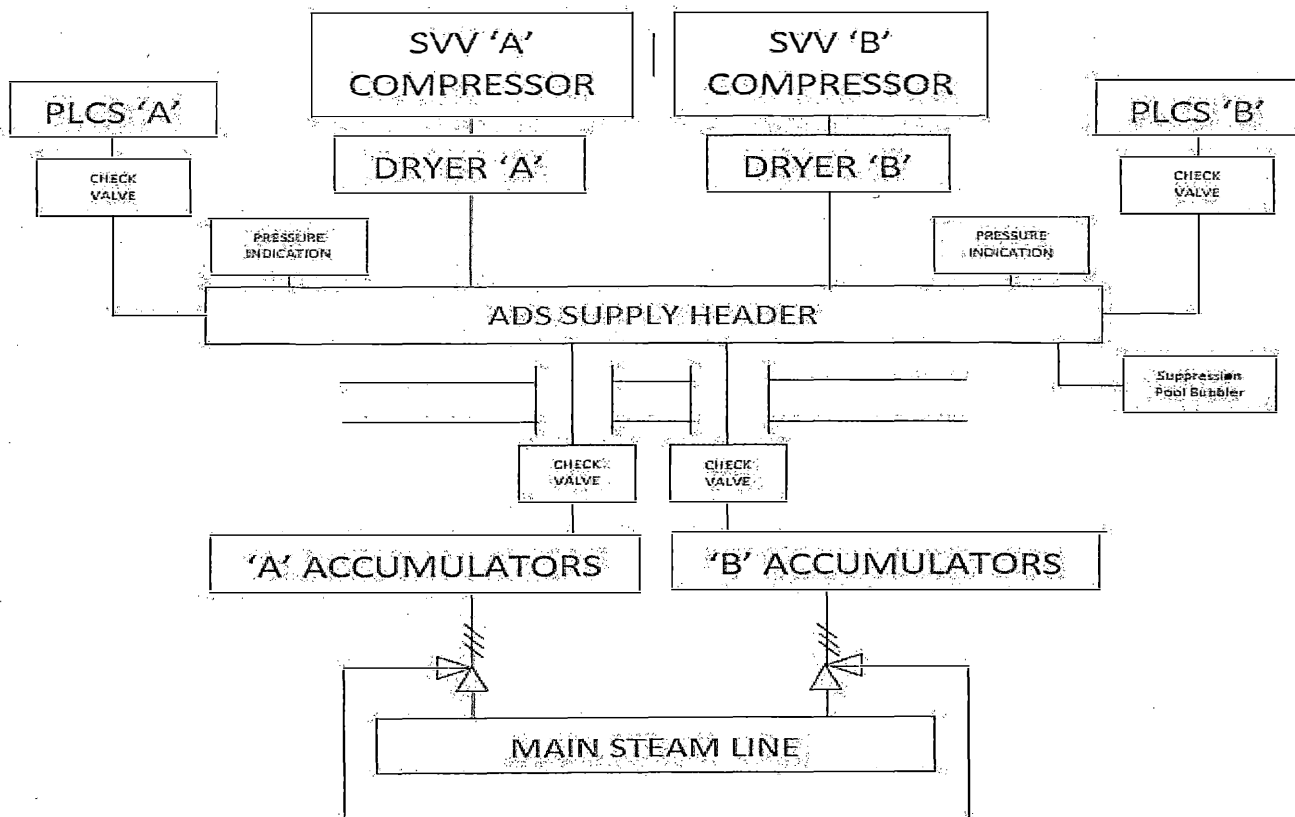 SVV ‘A’
COMPRESSOR
SVV ‘B’
COMPRESSOR
PLCS ‘A’
PLCS ‘B’
DRYER ‘A’
DRYER ‘B’
CHECK
VALVE
CHECK
VALVE
PRESSURE
INDICATION
PRESSURE
INDICATION
ADS SUPPLY HEADER
Suppression
Pool Bubbler
CHECK
VALVE
CHECK
VALVE
‘A’ ACCUMULATORS
‘B’ ACCUMULATORS
MAIN STEAM LINE